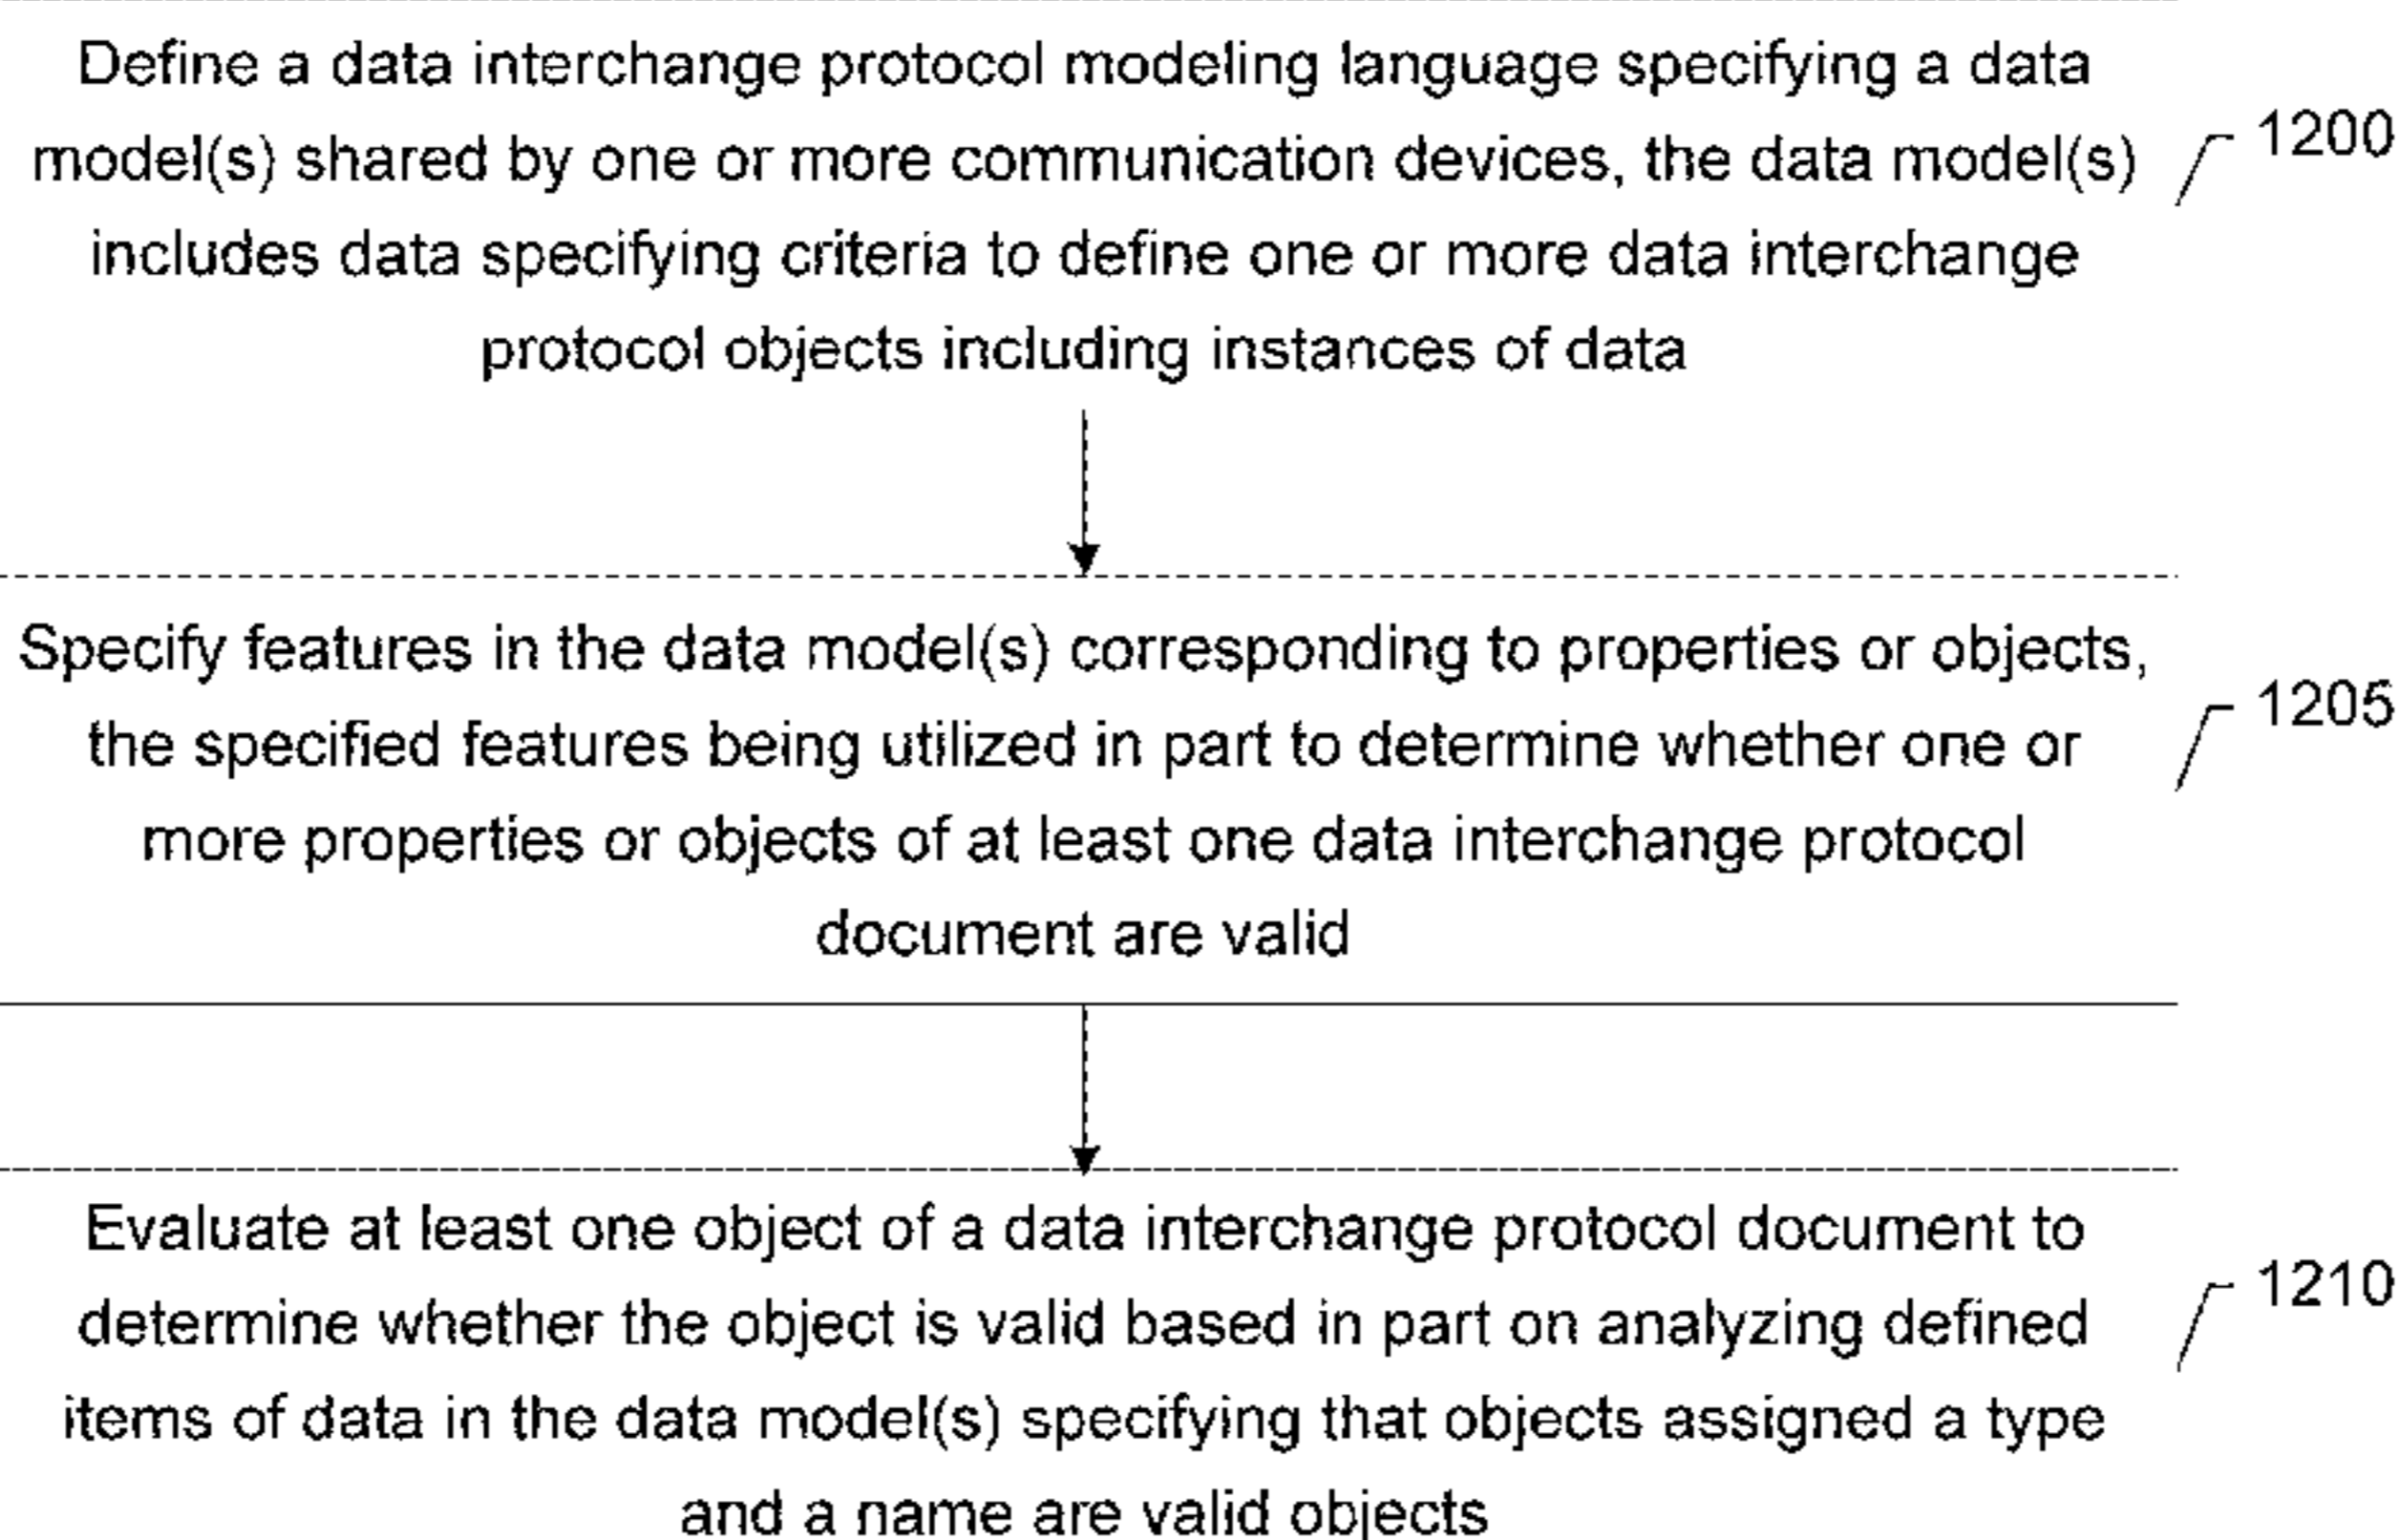 Define a data interchange protocol modeling language specifying a data
model(s) shared by one or more communication devices, the data model(s)
includes data specifying criteria to define one or more data interchange
protocol objects including instances of data
1200
Specify features in the data model(s) corresponding to properties or objects,
the specified features being utilized in part to determine whether one or
more properties or objects of at least one data interchange protocol
document are valid
1205
Evaluate at least one object of a data interchange protocol document to
determine whether the object is valid based in part on analyzing defined
items of data in the data model(s) specifying that objects assigned a type
and a name are valid objects
1210